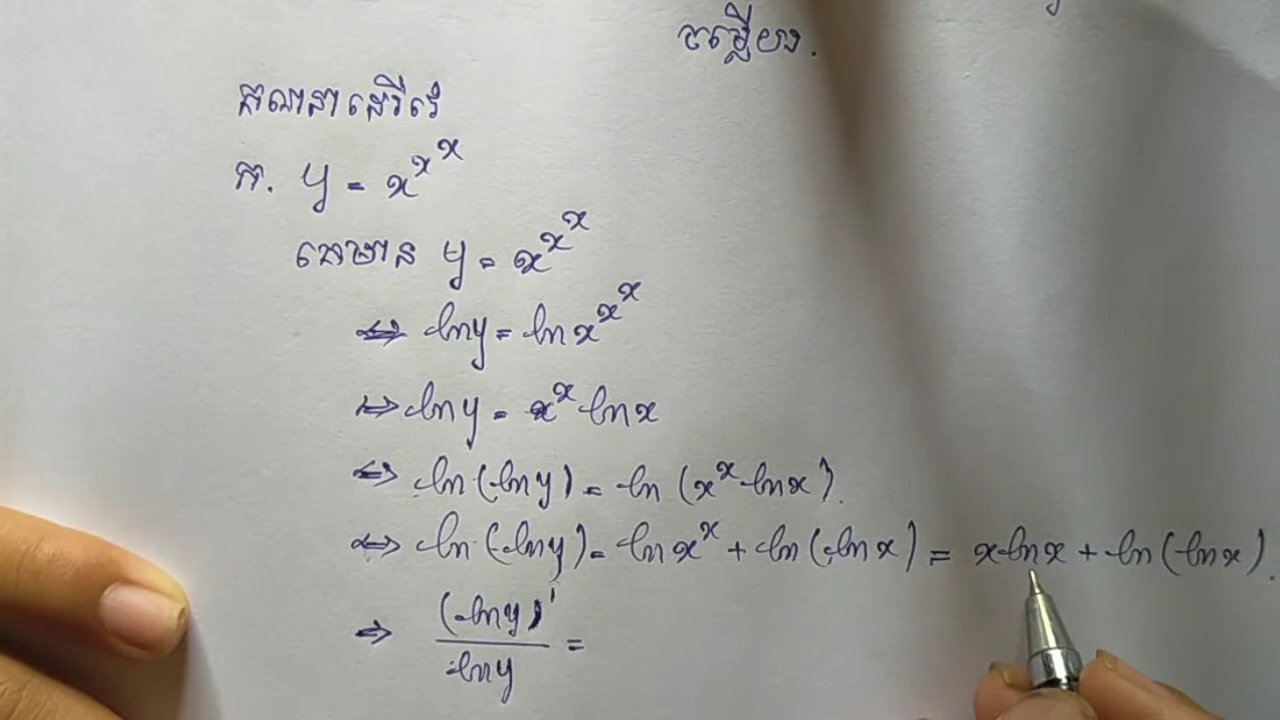 ចម្លើយ.
គណនាដេរីវេ
ក. y = x^{x^x}
គេមាន y = x^{x^x}
⇔ ln y = ln x^{x^x}
⇔ ln y = x^x ln x
⇔ ln (ln y) = ln (x^x ln x).
⇔ ln (ln y) = ln x^x + ln (ln x) = x ln x + ln (ln x).
⇒ (ln y)' / ln y =